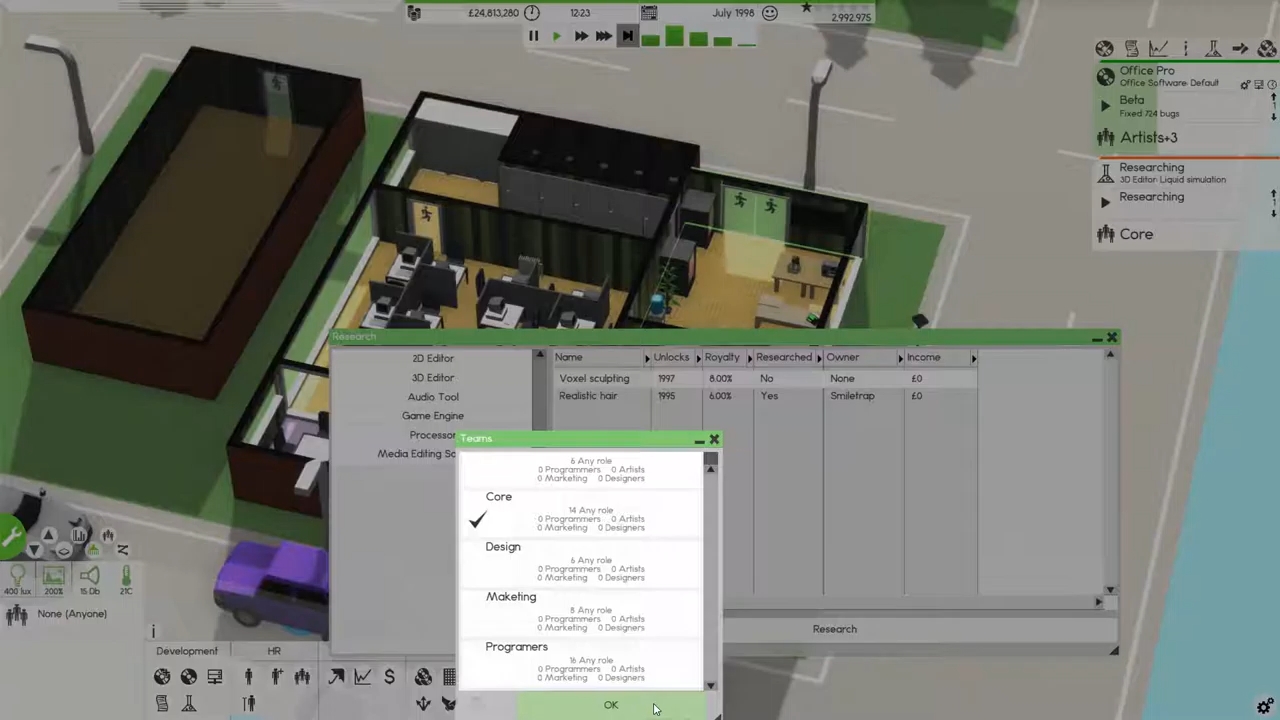 £24,813,280
12:23
July 1998
2,992,975
Office Pro
Office Software: Default
Beta
Fixed 724 bugs
1
Artists+3
Researching
3D Editor: Liquid simulation
Researching
1
Core
Research
2D Editor
3D Editor
Audio Tool
Game Engine
Processor
Media Editing So
Name Unlocks Royalty Researched Owner Income
Voxel sculpting 1997 8.00% No None £0
Realistic hair 1995 6.00% Yes Smiletrap £0
Research
Teams
6 Any role
0 Programmers 0 Artists
0 Marketing 0 Designers
Core
14 Any role
0 Programmers 0 Artists
0 Marketing 0 Designers
Design
6 Any role
0 Programmers 0 Artists
0 Marketing 0 Designers
Maketing
8 Any role
0 Programmers 0 Artists
0 Marketing 0 Designers
Programers
16 Any role
0 Programmers 0 Artists
0 Marketing 0 Designers
OK
400 lux 200% 15 Db 21C
None (Anyone)
Development HR